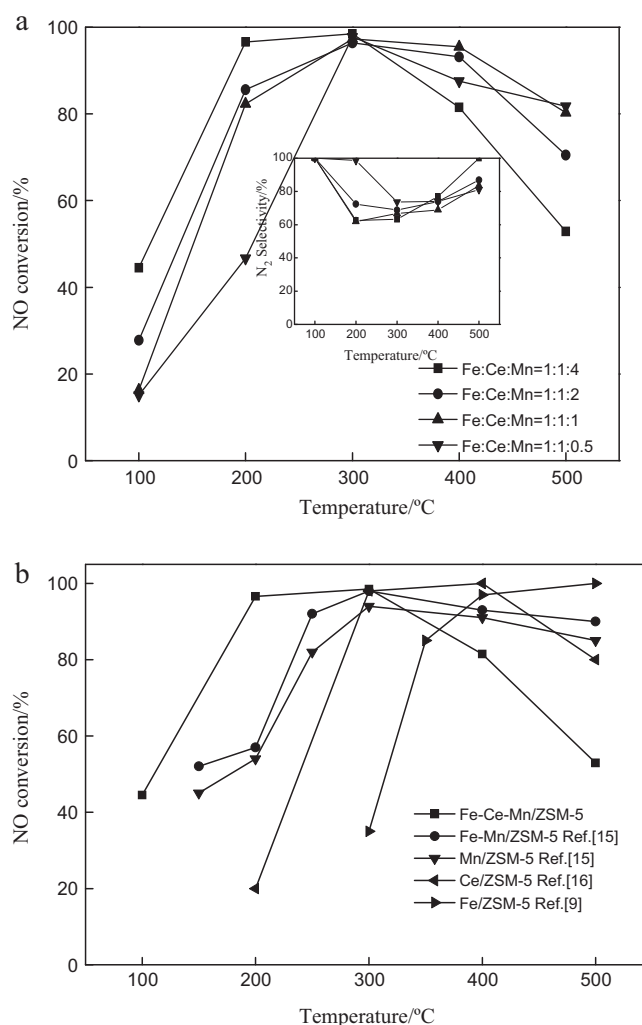 a
100
80
60
40
20
0
NO conversion/%
100 200 300 400 500
Temperature/ºC
100
80
60
40
20
0
N₂ Selectivity/%
100 200 300 400 500
Temperature/ºC
Fe:Ce:Mn=1:1:4
Fe:Ce:Mn=1:1:2
Fe:Ce:Mn=1:1:1
Fe:Ce:Mn=1:1:0.5
b
100
80
60
40
20
0
NO conversion/%
100 200 300 400 500
Temperature/ºC
Fe-Ce-Mn/ZSM-5
Fe-Mn/ZSM-5 Ref.[15]
Mn/ZSM-5 Ref.[15]
Ce/ZSM-5 Ref.[16]
Fe/ZSM-5 Ref.[9]